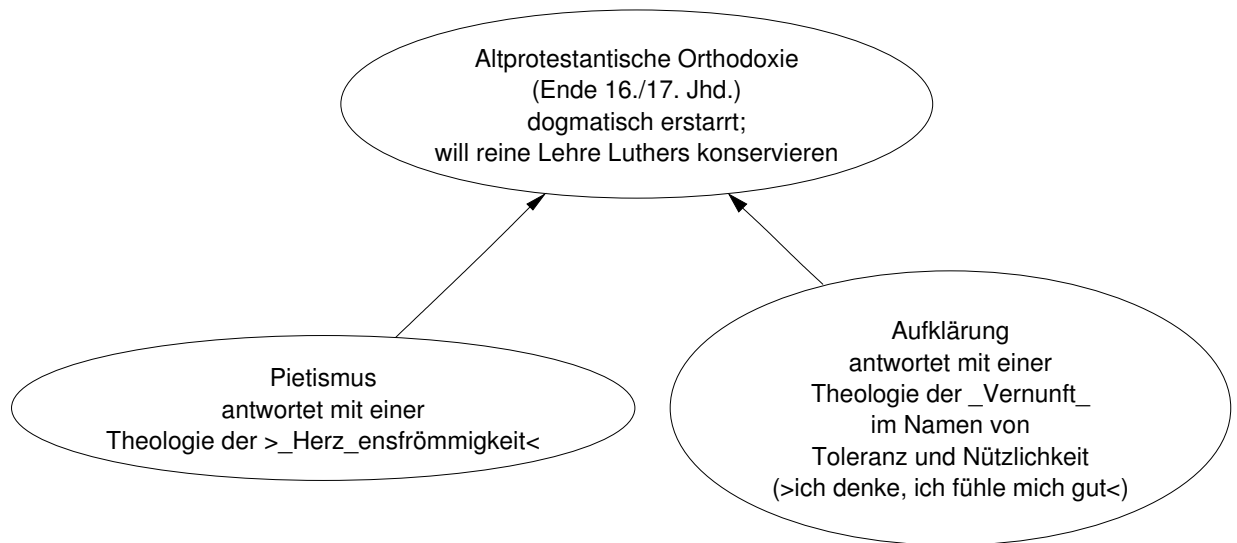 Altprotestantische Orthodoxie
(Ende 16./17. Jhd.)
dogmatisch erstarrt;
will reine Lehre Luthers konservieren
Pietismus
antwortet mit einer
Theologie der >_Herz_ensfrömmigkeit<
Aufklärung
antwortet mit einer
Theologie der _Vernunft_
im Namen von
Toleranz und Nützlichkeit
(>ich denke, ich fühle mich gut<)